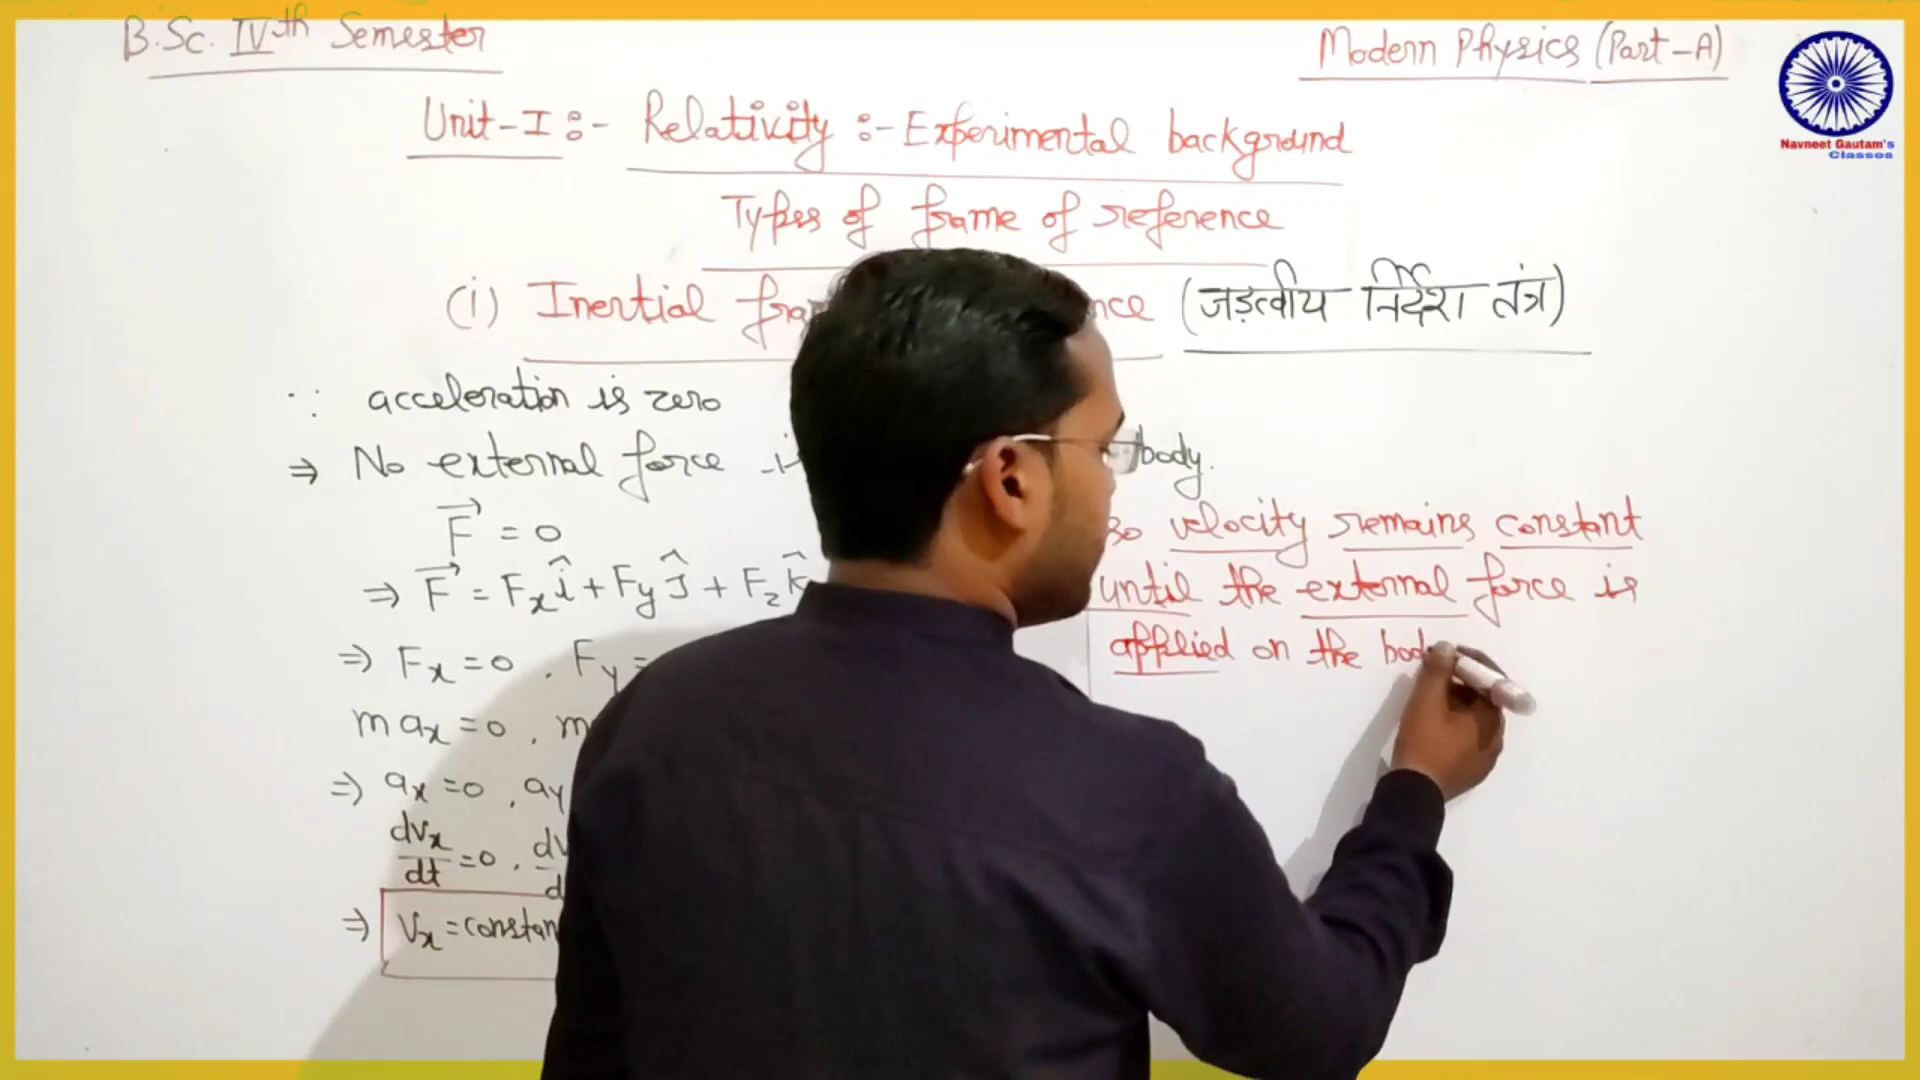 B.Sc. IVth Semester
Modern Physics (Part-A)
Navneet Gautam's
Classes
Unit-I :- Relativity :- Experimental background
Types of frame of reference
(i) Inertial (जड़त्वीय निर्देश तंत्र)
∵ acceleration is zero
⇒ No external force body.
F⃗ = 0
⇒ F⃗ = Fx î + Fy ĵ + Fz k̂
⇒ Fx = 0 , Fy =
m ax = 0 , m
⇒ ax = 0 , ay
dvx/dt = 0 ,
⇒ Vx = constan
so velocity remains constant
until the external force is
applied on the bod